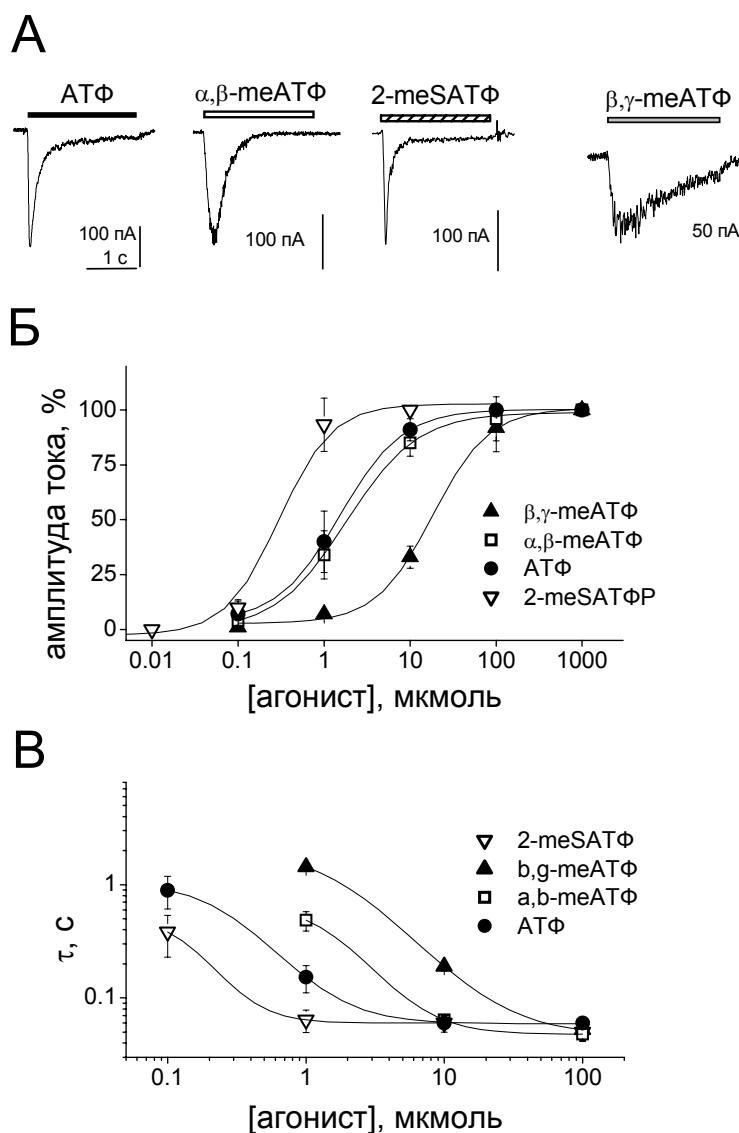 А
АТФ
α,β-meАТФ
2-meSАТФ
β,γ-meАТФ
100 пА
1 с
100 пА
100 пА
50 пА
Б
амплитуда тока, %
100
75
50
25
0
β,γ-meАТФ
α,β-meАТФ
АТФ
2-meSАТФP
0.01
0.1
1
10
100
1000
[агонист], мкмоль
В
τ, с
1
0.1
2-meSАТФ
b,g-meАТФ
a,b-meАТФ
АТФ
0.1
1
10
100
[агонист], мкмоль